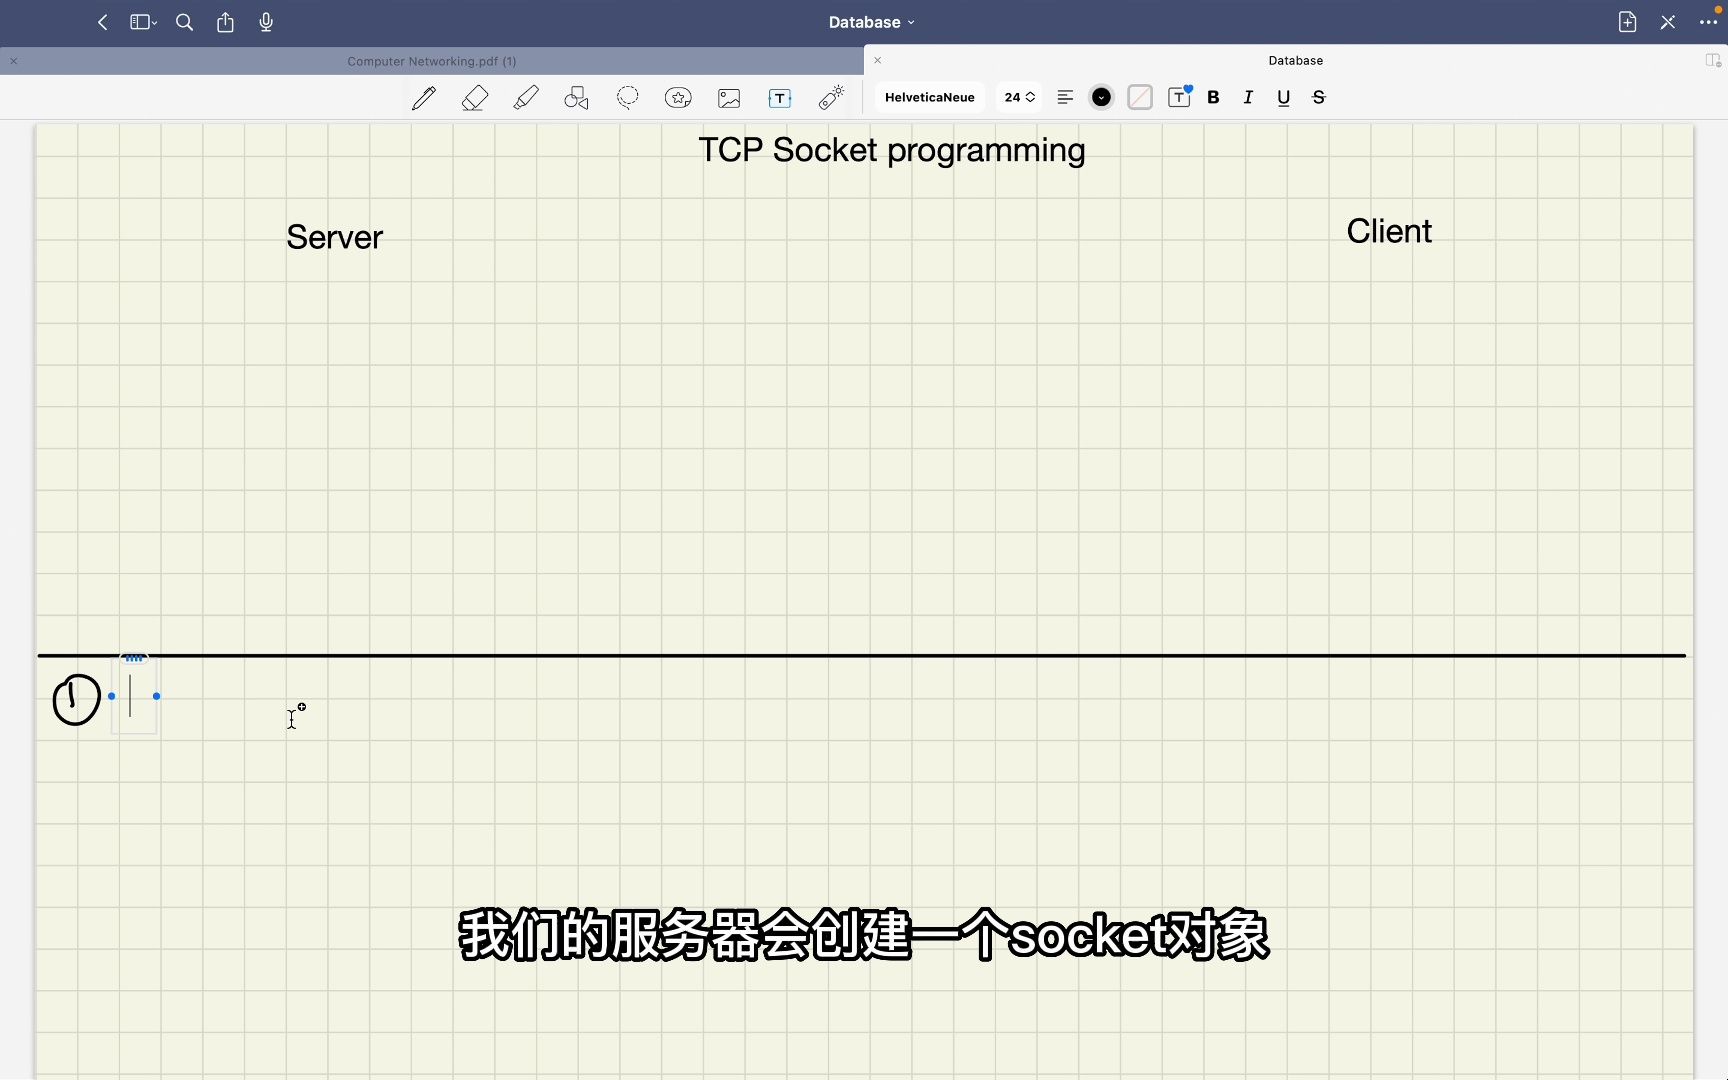 Database
Computer Networking.pdf (1)
Database
HelveticaNeue
24
T
T
B
I
U
S
TCP Socket programming
Server
Client
1
我们的服务器会创建一个socket对象